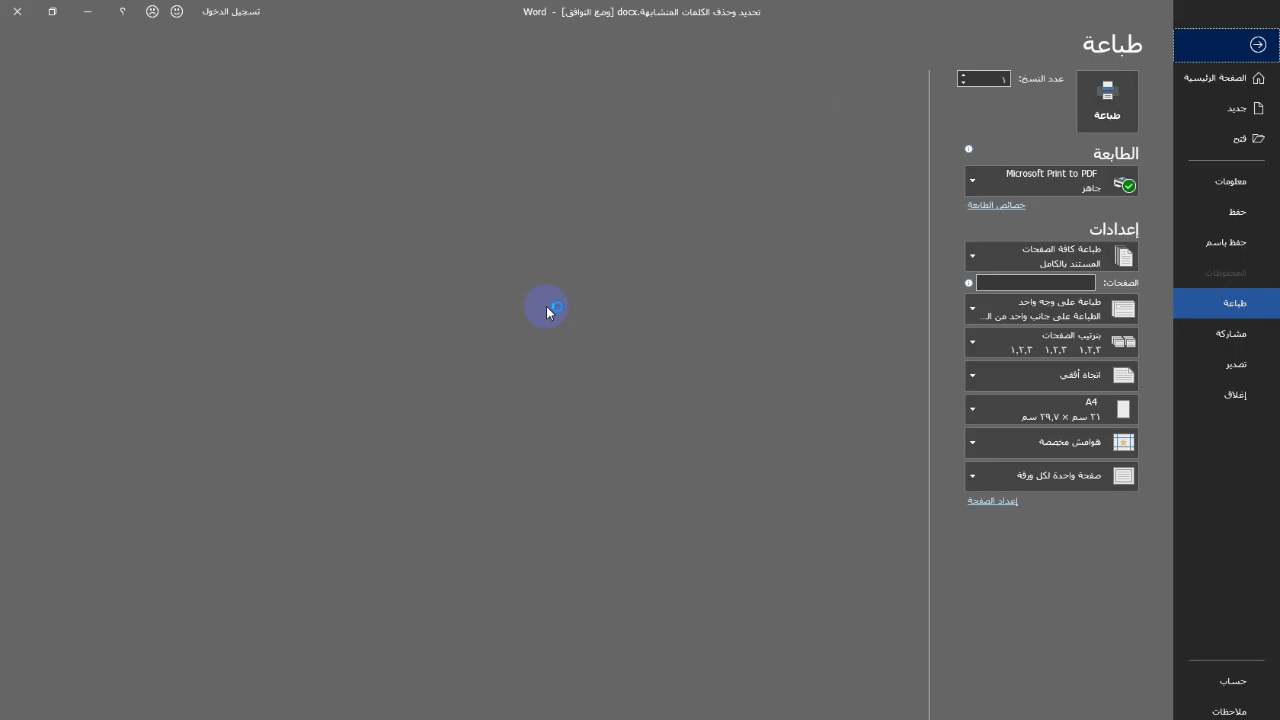 تحديد وحذف الكلمات المتشابهة.docx [وضع التوافق] - Word
تسجيل الدخول
؟
الصفحة الرئيسية
جديد
فتح
معلومات
حفظ
حفظ باسم
المحفوظات
طباعة
مشاركة
تصدير
إغلاق
حساب
ملاحظات
طباعة
طباعة
عدد النسخ: ١
الطابعة
Microsoft Print to PDF
جاهز
خصائص الطابعة
إعدادات
طباعة كافة الصفحات
المستند بالكامل
الصفحات:
طباعة على وجه واحد
الطباعة على جانب واحد من الـ...
بترتيب الصفحات
١,٢,٣ ١,٢,٣ ١,٢,٣
اتجاه أفقي
A4
٢١ سم × ٢٩,٧ سم
هوامش مخصصة
صفحة واحدة لكل ورقة
إعداد الصفحة